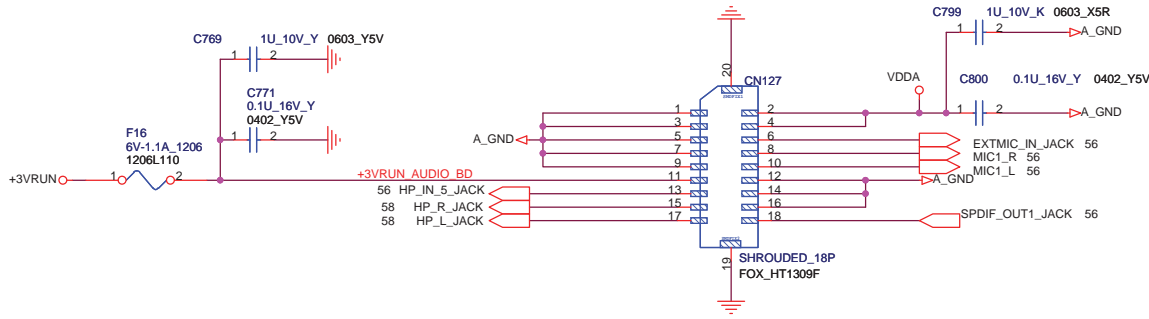 C769 1U_10V_Y 0603_Y5V
1 2
C771
0.1U_16V_Y
0402_Y5V
1 2
F16
6V-1.1A_1206
1206L110
+3VRUN 1 2
+3VRUN_AUDIO_BD
56 HP_IN_5_JACK
58 HP_R_JACK
58 HP_L_JACK
A_GND
20
CN127
1 2
3 4
5 6
7 8
9 10
11 12
13 14
15 16
17 18
19
SHROUDED_18P
FOX_HT1309F
C799 1U_10V_K 0603_X5R
1 2 A_GND
VDDA
C800 0.1U_16V_Y 0402_Y5V
1 2 A_GND
EXTMIC_IN_JACK 56
MIC1_R 56
MIC1_L 56
A_GND
SPDIF_OUT1_JACK 56